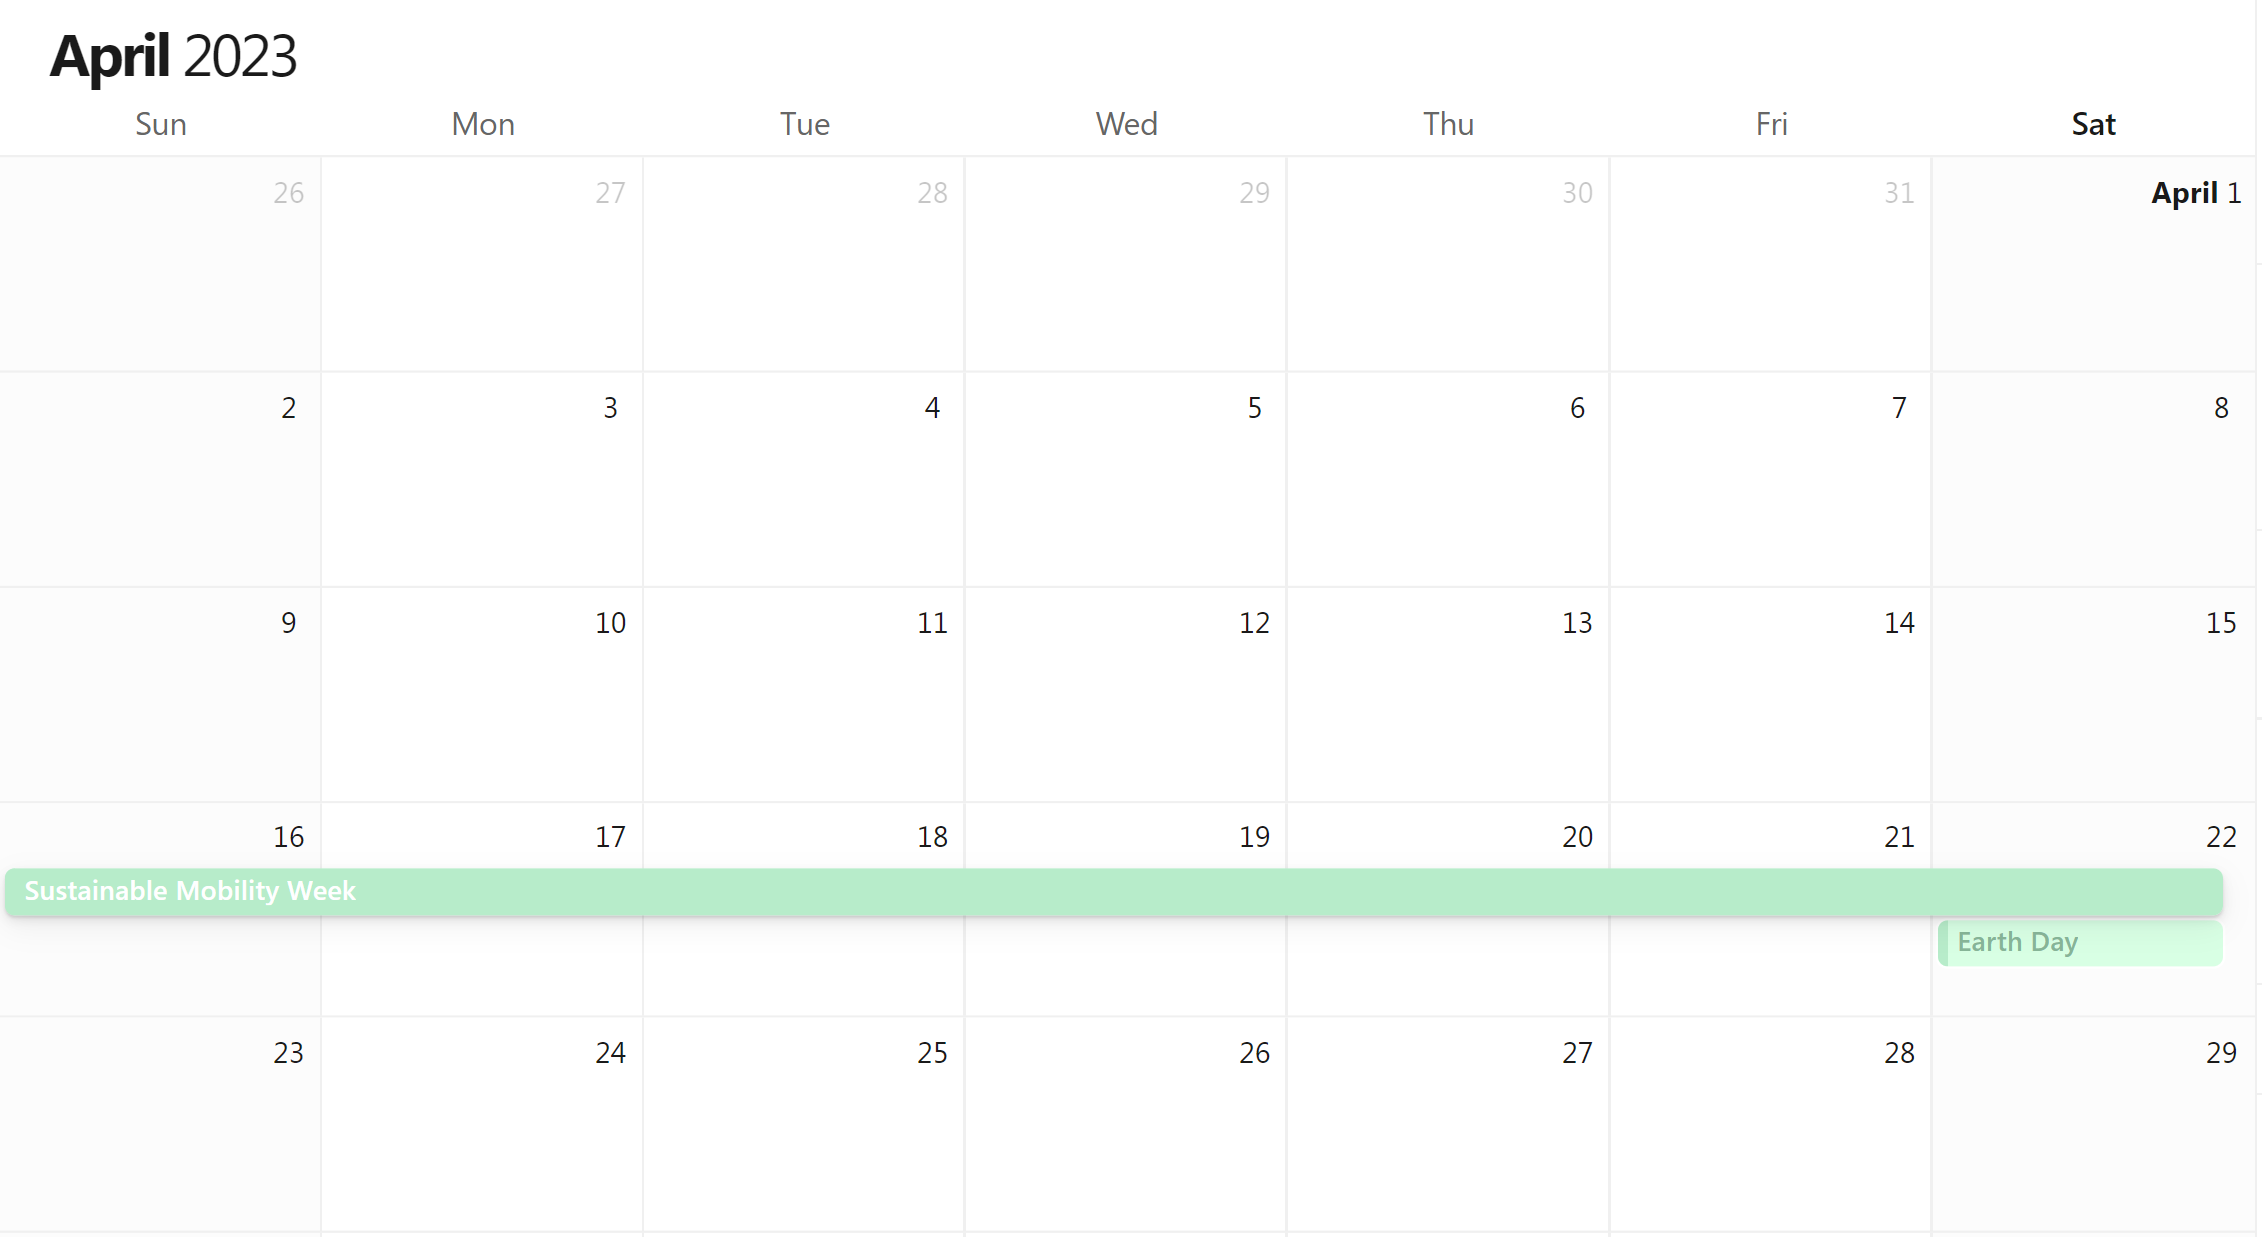 April 2023
Sun Mon Tue Wed Thu Fri Sat
26 27 28 29 30 31 April 1
2 3 4 5 6 7 8
9 10 11 12 13 14 15
16 17 18 19 20 21 22
Sustainable Mobility Week
Earth Day
23 24 25 26 27 28 29